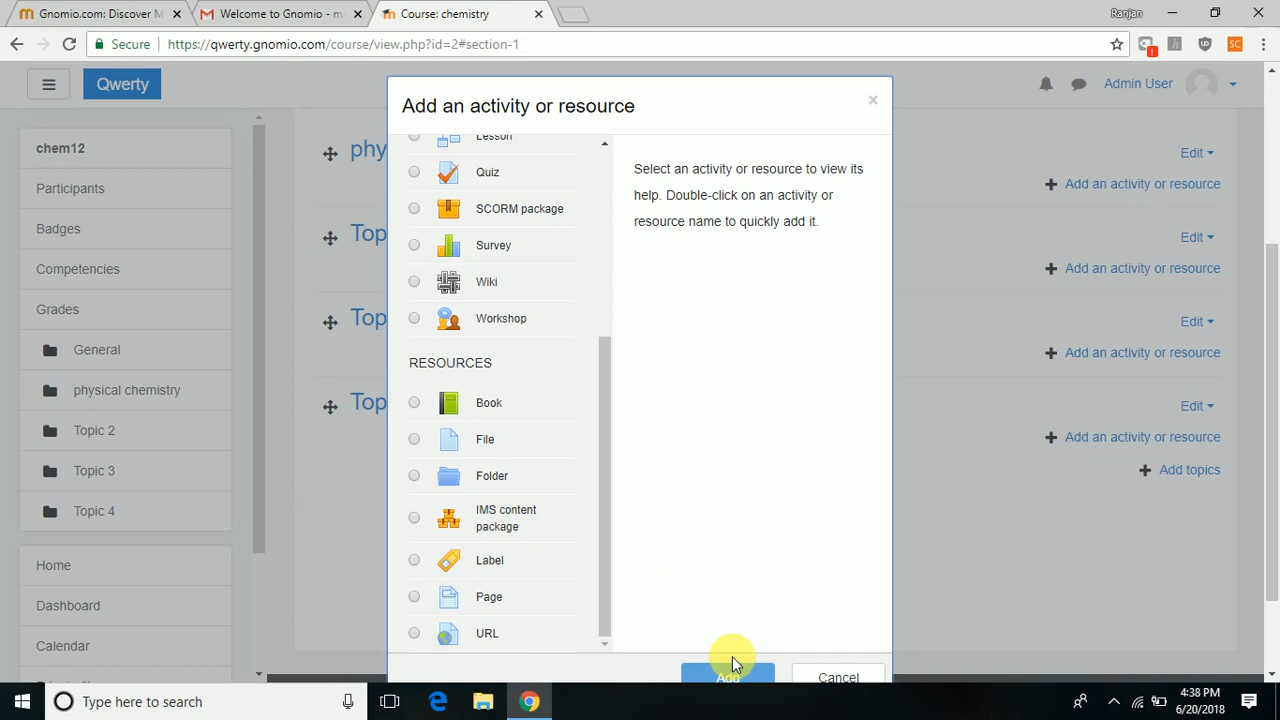 Gnomio.com: Discover M
Welcome to Gnomio - m
Course: chemistry
Ranjan
Secure
https://qwerty.gnomio.com/course/view.php?id=2#section-1
SC
Qwerty
Admin User
chem12
Participants
Badges
Competencies
Grades
General
physical chemistry
Topic 2
Topic 3
Topic 4
Home
Dashboard
Calendar
phy
Edit
Add an activity or resource
Top
Edit
Add an activity or resource
Top
Edit
Add an activity or resource
Top
Edit
Add an activity or resource
Add topics
Add an activity or resource
×
Lesson
Quiz
SCORM package
Survey
Wiki
Workshop
RESOURCES
Book
File
Folder
IMS content
package
Label
Page
URL
Select an activity or resource to view its
help. Double-click on an activity or
resource name to quickly add it.
Add
Cancel
Type here to search
4:38 PM
6/20/2018